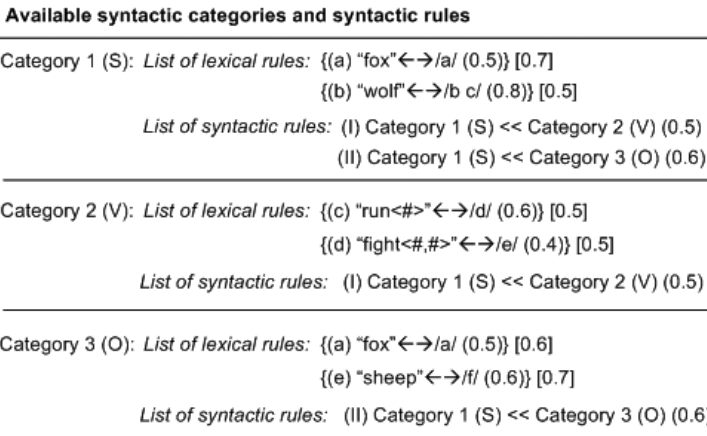 Available syntactic categories and syntactic rules
Category 1 (S): List of lexical rules: {(a) “fox”←→/a/ (0.5)} [0.7]
{(b) “wolf”←→/b c/ (0.8)} [0.5]
List of syntactic rules: (I) Category 1 (S) << Category 2 (V) (0.5)
(II) Category 1 (S) << Category 3 (O) (0.6)
Category 2 (V): List of lexical rules: {(c) “run<#>”←→/d/ (0.6)} [0.5]
{(d) “fight<#,#>”←→/e/ (0.4)} [0.5]
List of syntactic rules: (I) Category 1 (S) << Category 2 (V) (0.5)
Category 3 (O): List of lexical rules: {(a) “fox”←→/a/ (0.5)} [0.6]
{(e) “sheep”←→/f/ (0.6)} [0.7]
List of syntactic rules: (II) Category 1 (S) << Category 3 (O) (0.6)